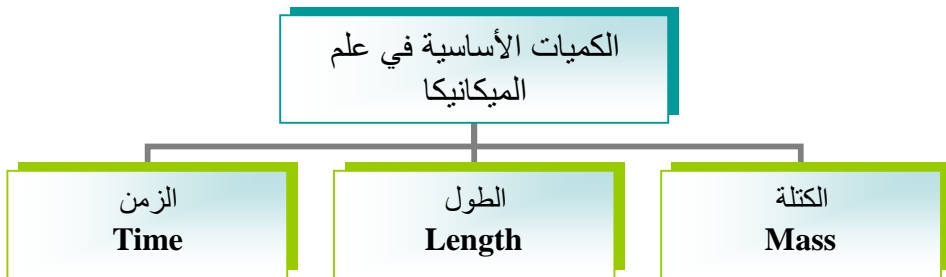 الكميات الأساسية في علم
الميكانيكا
الكتلة
Mass
الطول
Length
الزمن
Time